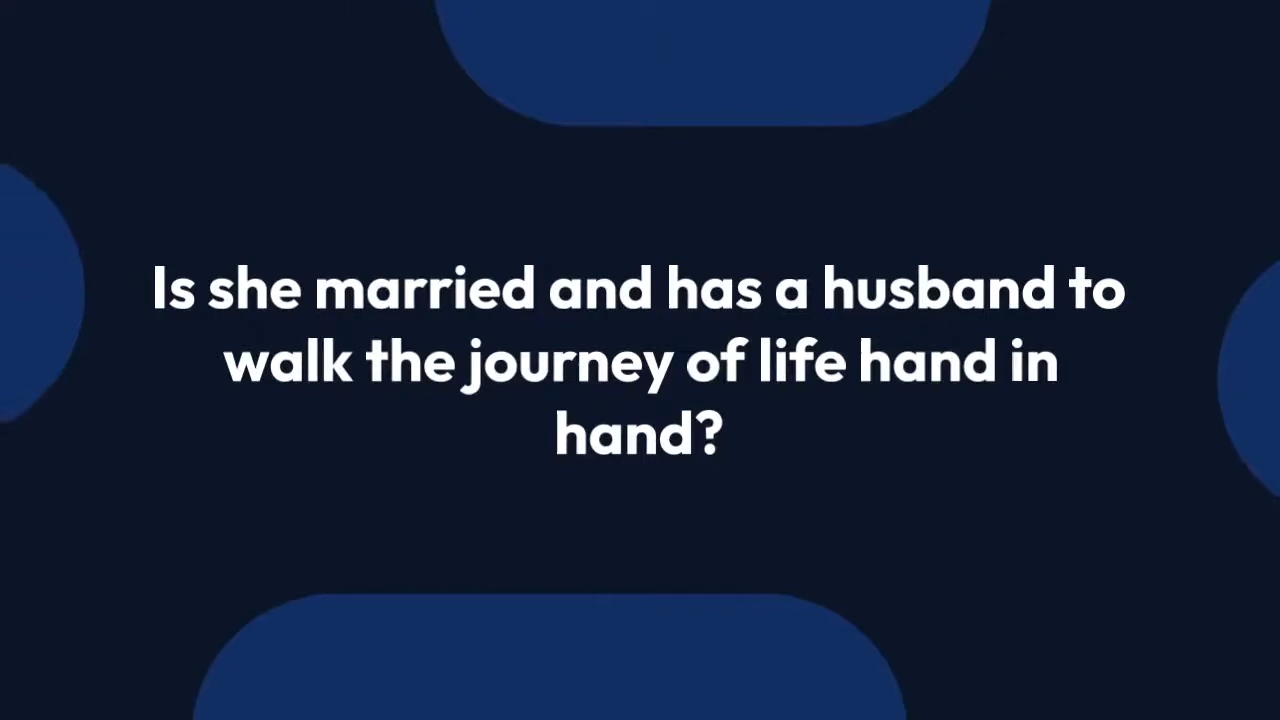 Is she married and has a husband to
walk the journey of life hand in
hand?